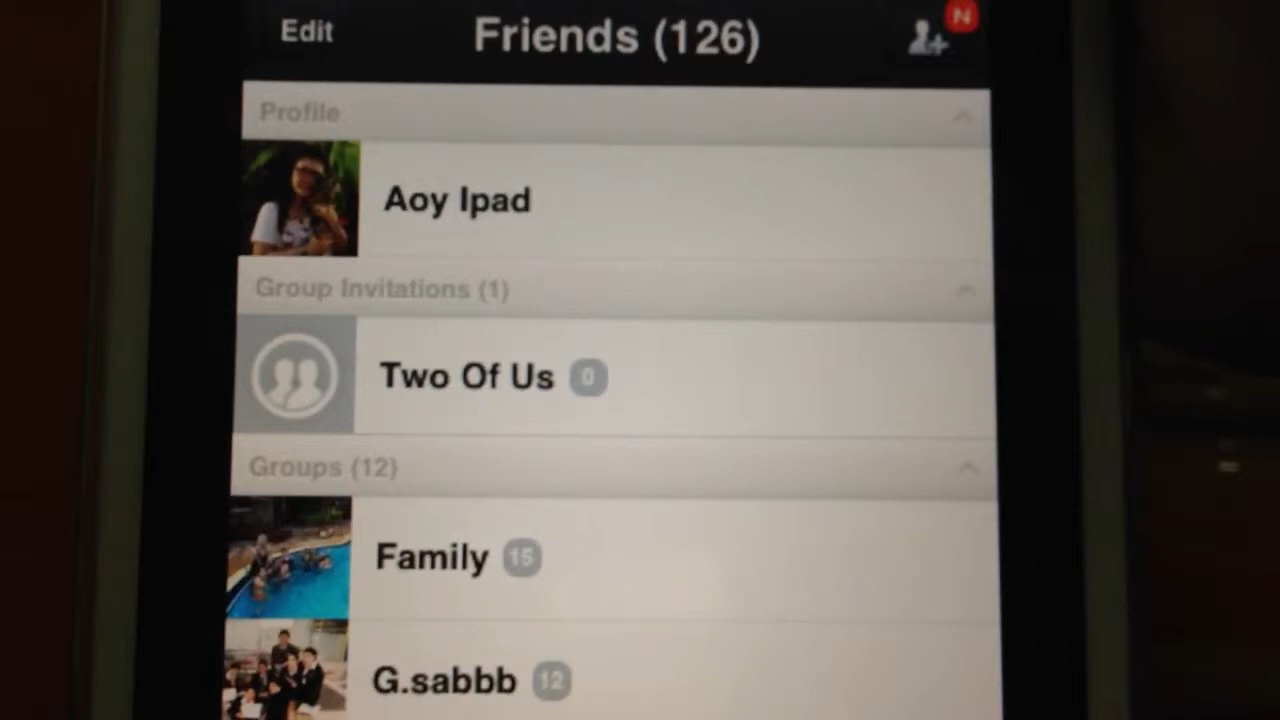 Edit
Friends (126)
N
Profile
Aoy Ipad
Group Invitations (1)
Two Of Us 0
Groups (12)
Family 15
G.sabbb 12